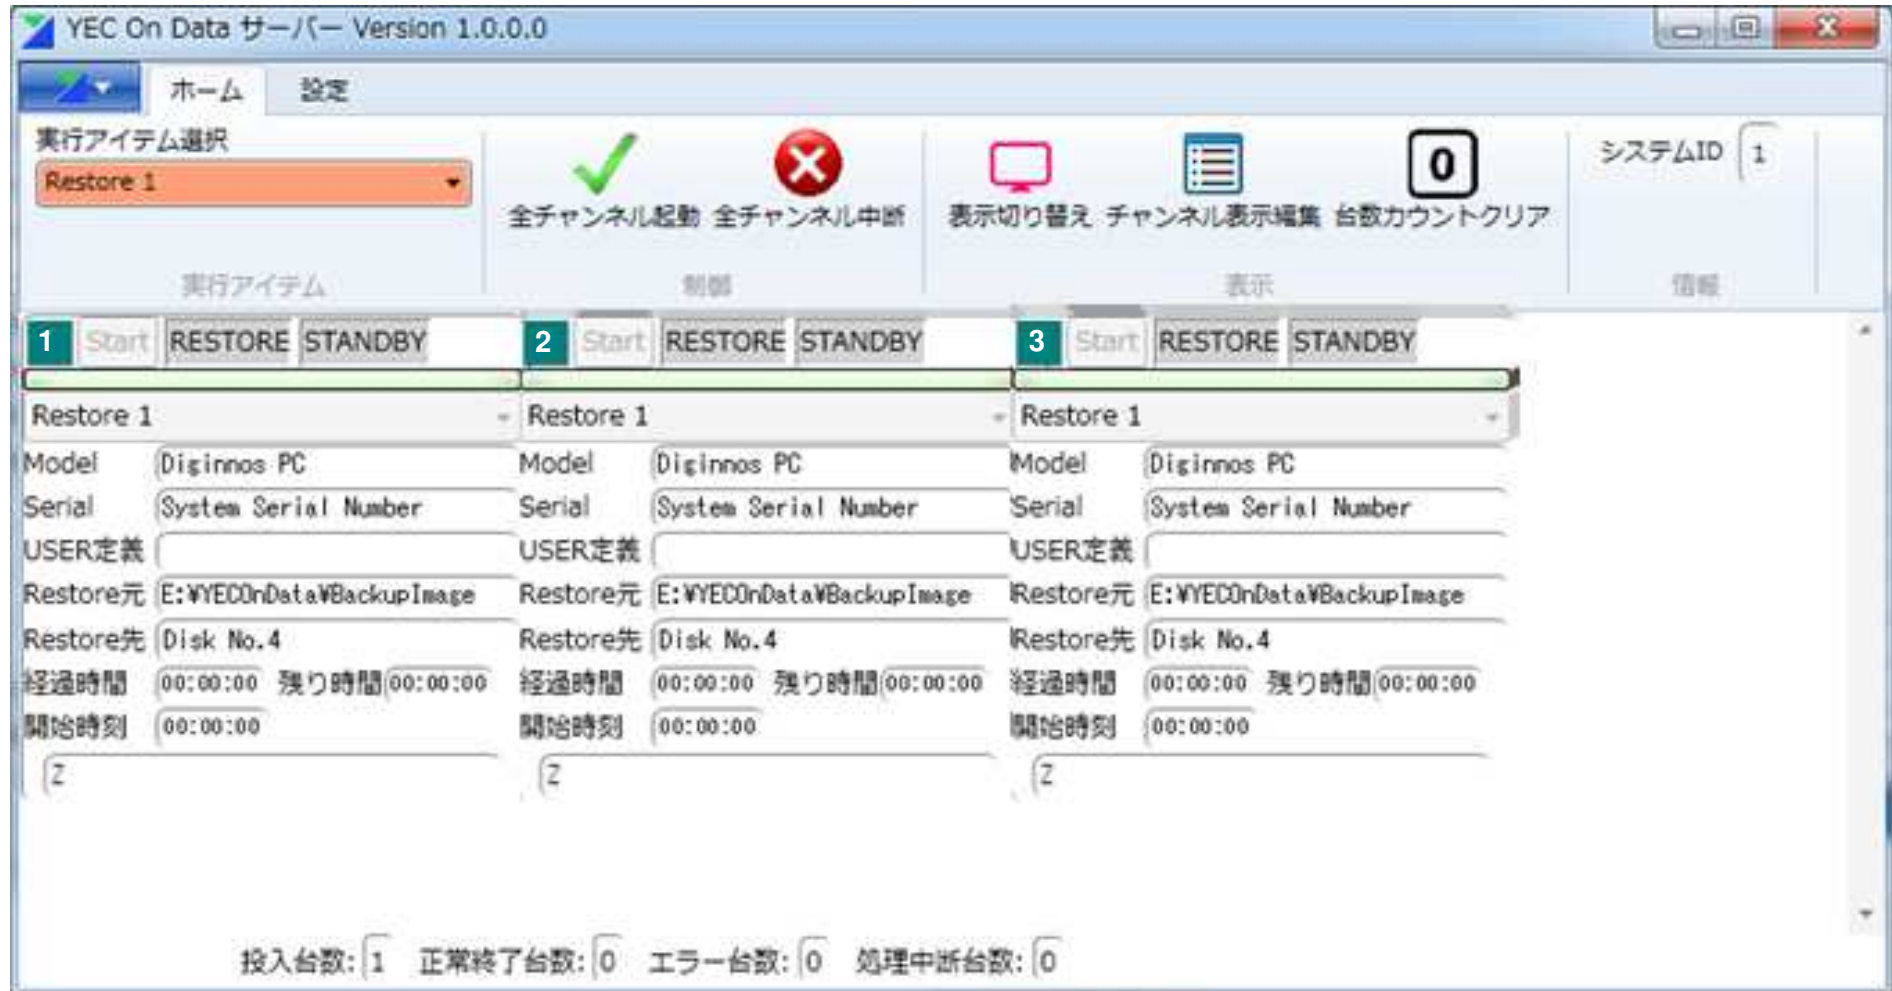 YEC On Data サーバー Version 1.0.0.0
ホーム 設定
実行アイテム選択
Restore 1
全チャンネル起動 全チャンネル中断 表示切り替え チャンネル表示編集 0 台数カウントクリア システムID 1
実行アイテム 制御 表示 情報
1 Start RESTORE STANDBY 2 Start RESTORE STANDBY 3 Start RESTORE STANDBY
Restore 1 Restore 1 Restore 1
Model Diginnos PC Model Diginnos PC Model Diginnos PC
Serial System Serial Number Serial System Serial Number Serial System Serial Number
USER定義 USER定義 USER定義
Restore元 E:¥YECOnData¥BackupImage Restore元 E:¥YECOnData¥BackupImage Restore元 E:¥YECOnData¥BackupImage
Restore先 Disk No.4 Restore先 Disk No.4 Restore先 Disk No.4
経過時間 00:00:00 残り時間 00:00:00 経過時間 00:00:00 残り時間 00:00:00 経過時間 00:00:00 残り時間 00:00:00
開始時刻 00:00:00 開始時刻 00:00:00 開始時刻 00:00:00
Z Z Z
投入台数: 1 正常終了台数: 0 エラー台数: 0 処理中断台数: 0